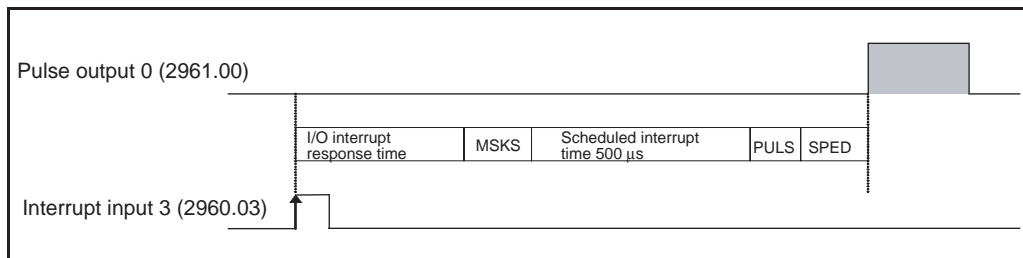 Pulse output 0 (2961.00)
I/O interrupt
response time
MSKS
Scheduled interrupt
time 500 μs
PULS
SPED
Interrupt input 3 (2960.03)